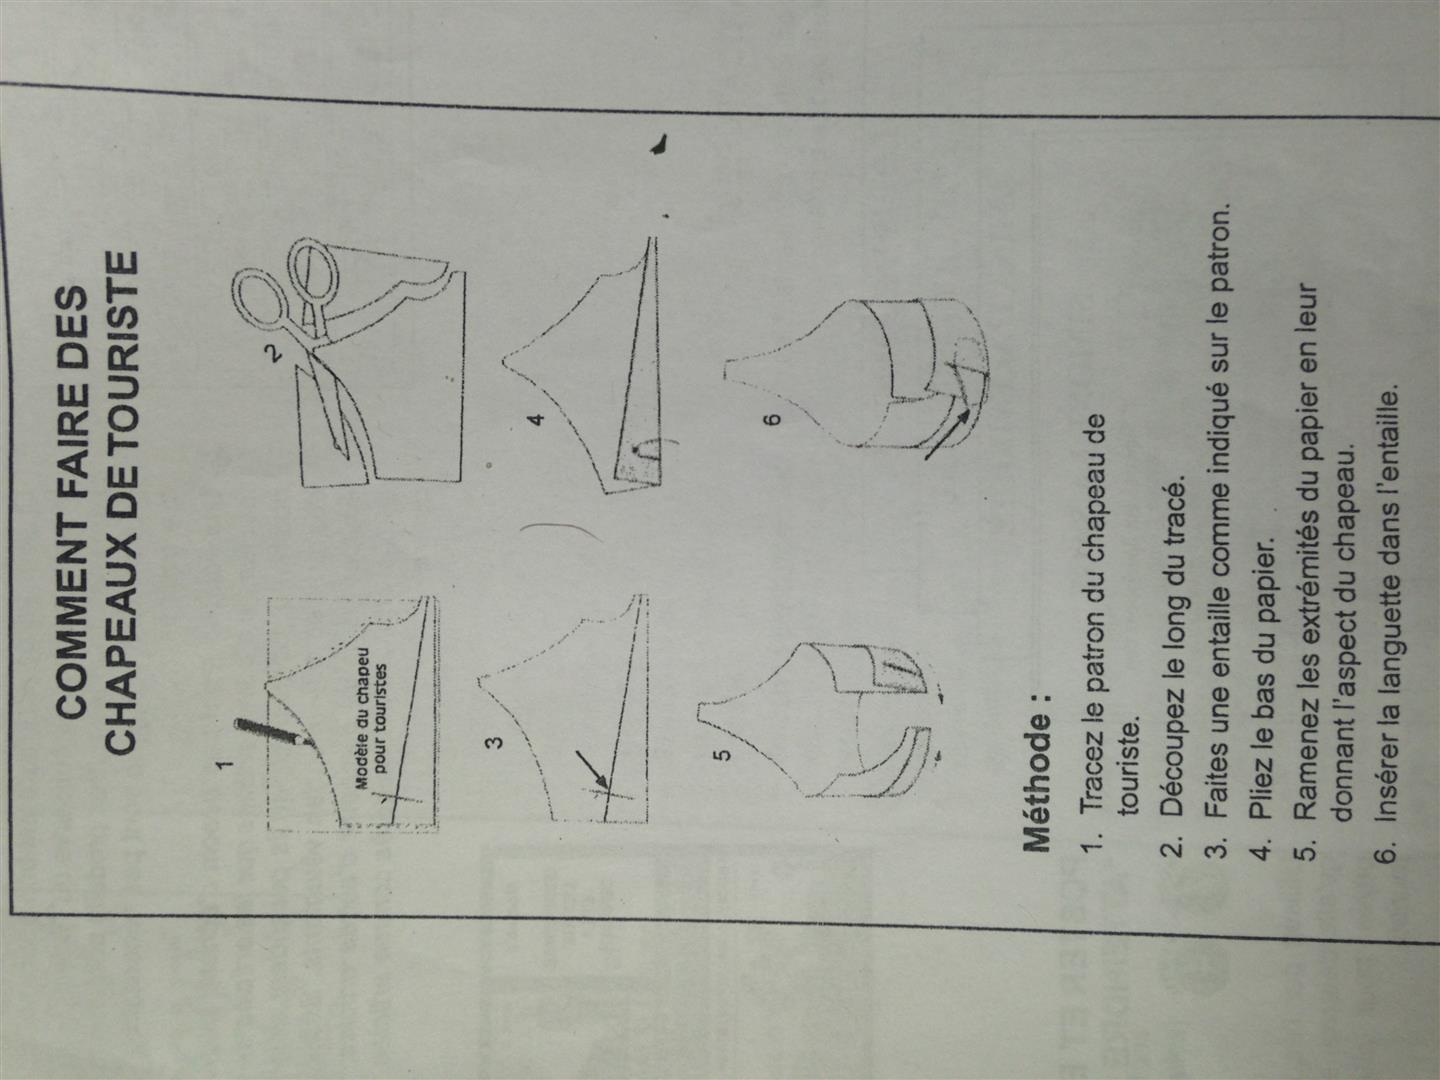 COMMENT FAIRE DES
CHAPEAUX DE TOURISTE
1
2
Modèle du chapeu
pour touristes
3
4
5
6
Méthode :
1. Tracez le patron du chapeau de
touriste.
2. Découpez le long du tracé.
3. Faites une entaille comme indiqué sur le patron.
4. Pliez le bas du papier.
5. Ramenez les extrémités du papier en leur
donnant l'aspect du chapeau.
6. Insérer la languette dans l'entaille.